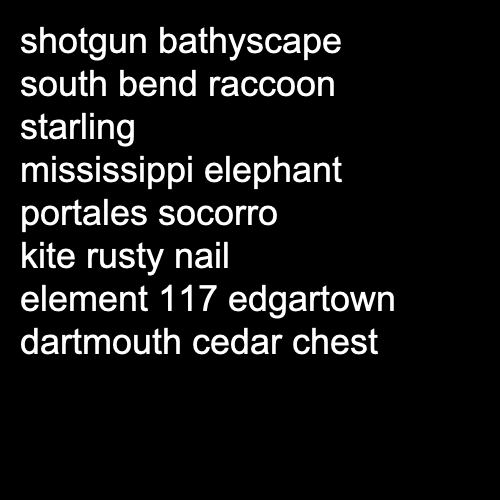 shotgun bathyscape
south bend raccoon
starling
mississippi elephant
portales socorro
kite rusty nail
element 117 edgartown
dartmouth cedar chest